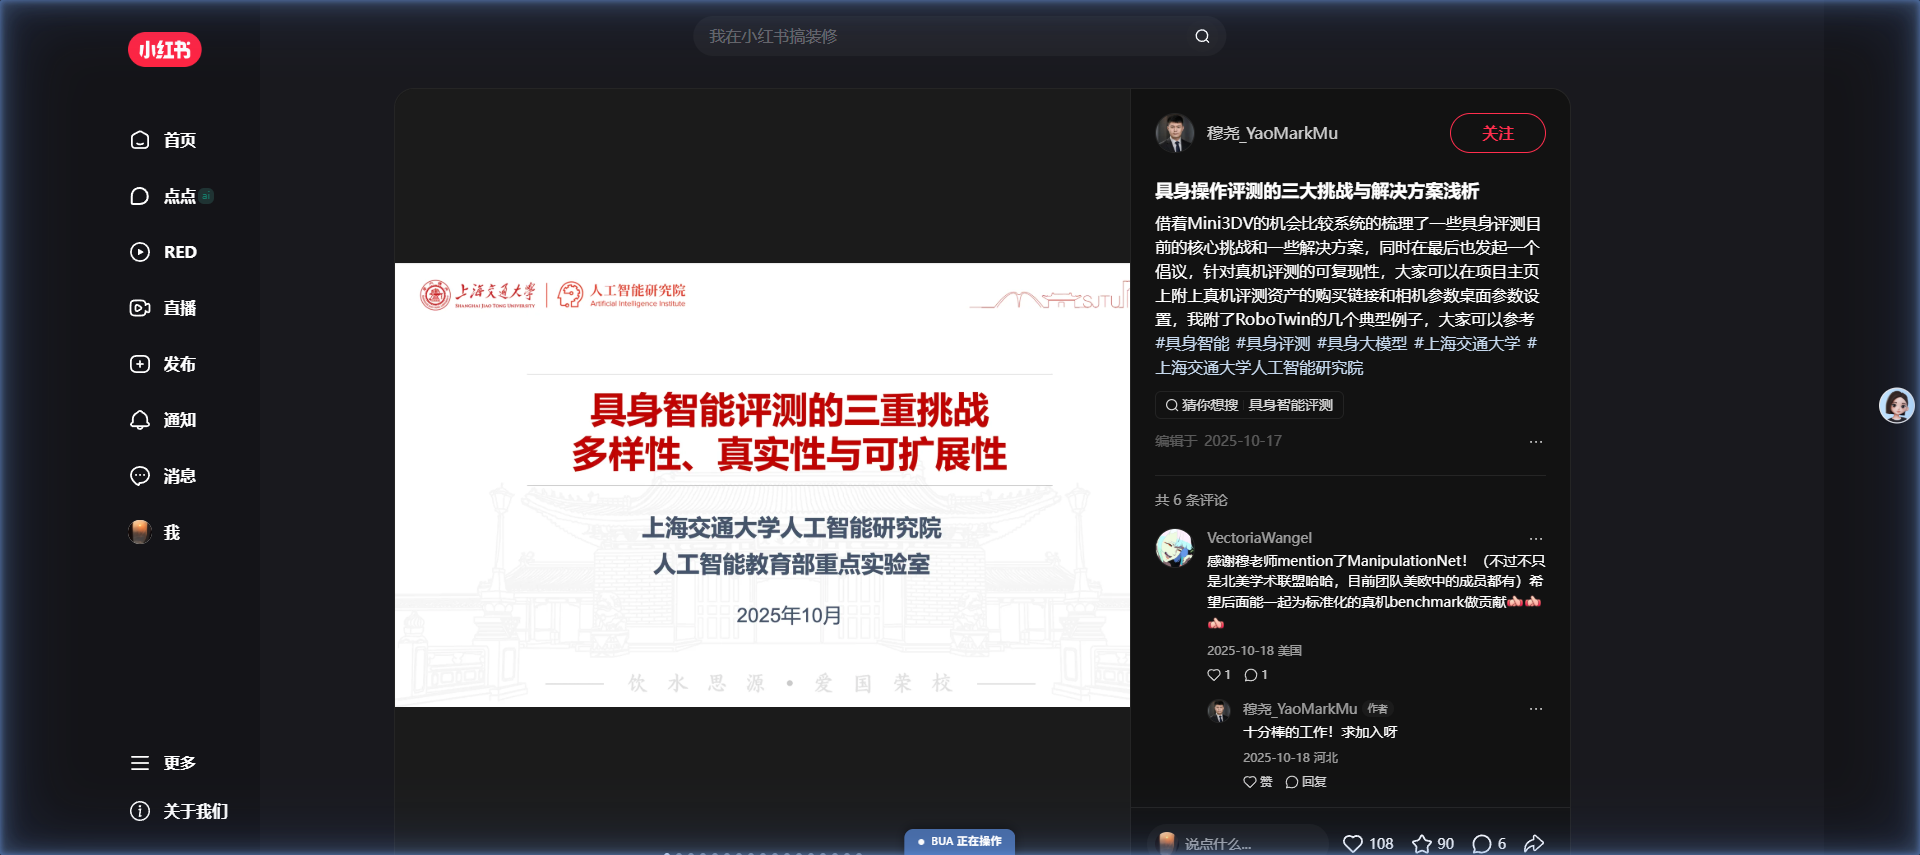 小红书
我在小红书搞装修
首页
点点 ai
RED
直播
发布
通知
消息
我
更多
关于我们
上海交通大学
SHANGHAI JIAO TONG UNIVERSITY
人工智能研究院
Artificial Intelligence Institute
SJTU
具身智能评测的三重挑战
多样性、真实性与可扩展性
上海交通大学人工智能研究院
人工智能教育部重点实验室
2025年10月
饮水思源•爱国荣校
BUA 正在操作
穆尧_YaoMarkMu
关注
具身操作评测的三大挑战与解决方案浅析
借着Mini3DV的机会比较系统的梳理了一些具身评测目
前的核心挑战和一些解决方案，同时在最后也发起一个
倡议，针对真机评测的可复现性，大家可以在项目主页
上附上真机评测资产的购买链接和相机参数桌面参数设
置，我附了RoboTwin的几个典型例子，大家可以参考
#具身智能 #具身评测 #具身大模型 #上海交通大学 #
上海交通大学人工智能研究院
猜你想搜 具身智能评测
编辑于 2025-10-17
共 6 条评论
VectoriaWangel
感谢穆老师mention了ManipulationNet！（不过不只
是北美学术联盟哈哈，目前团队美欧中的成员都有）希
望后面能一起为标准化的真机benchmark做贡献
2025-10-18 美国
1 1
穆尧_YaoMarkMu 作者
十分棒的工作！求加入呀
2025-10-18 河北
赞 回复
说点什么...
108 90 6